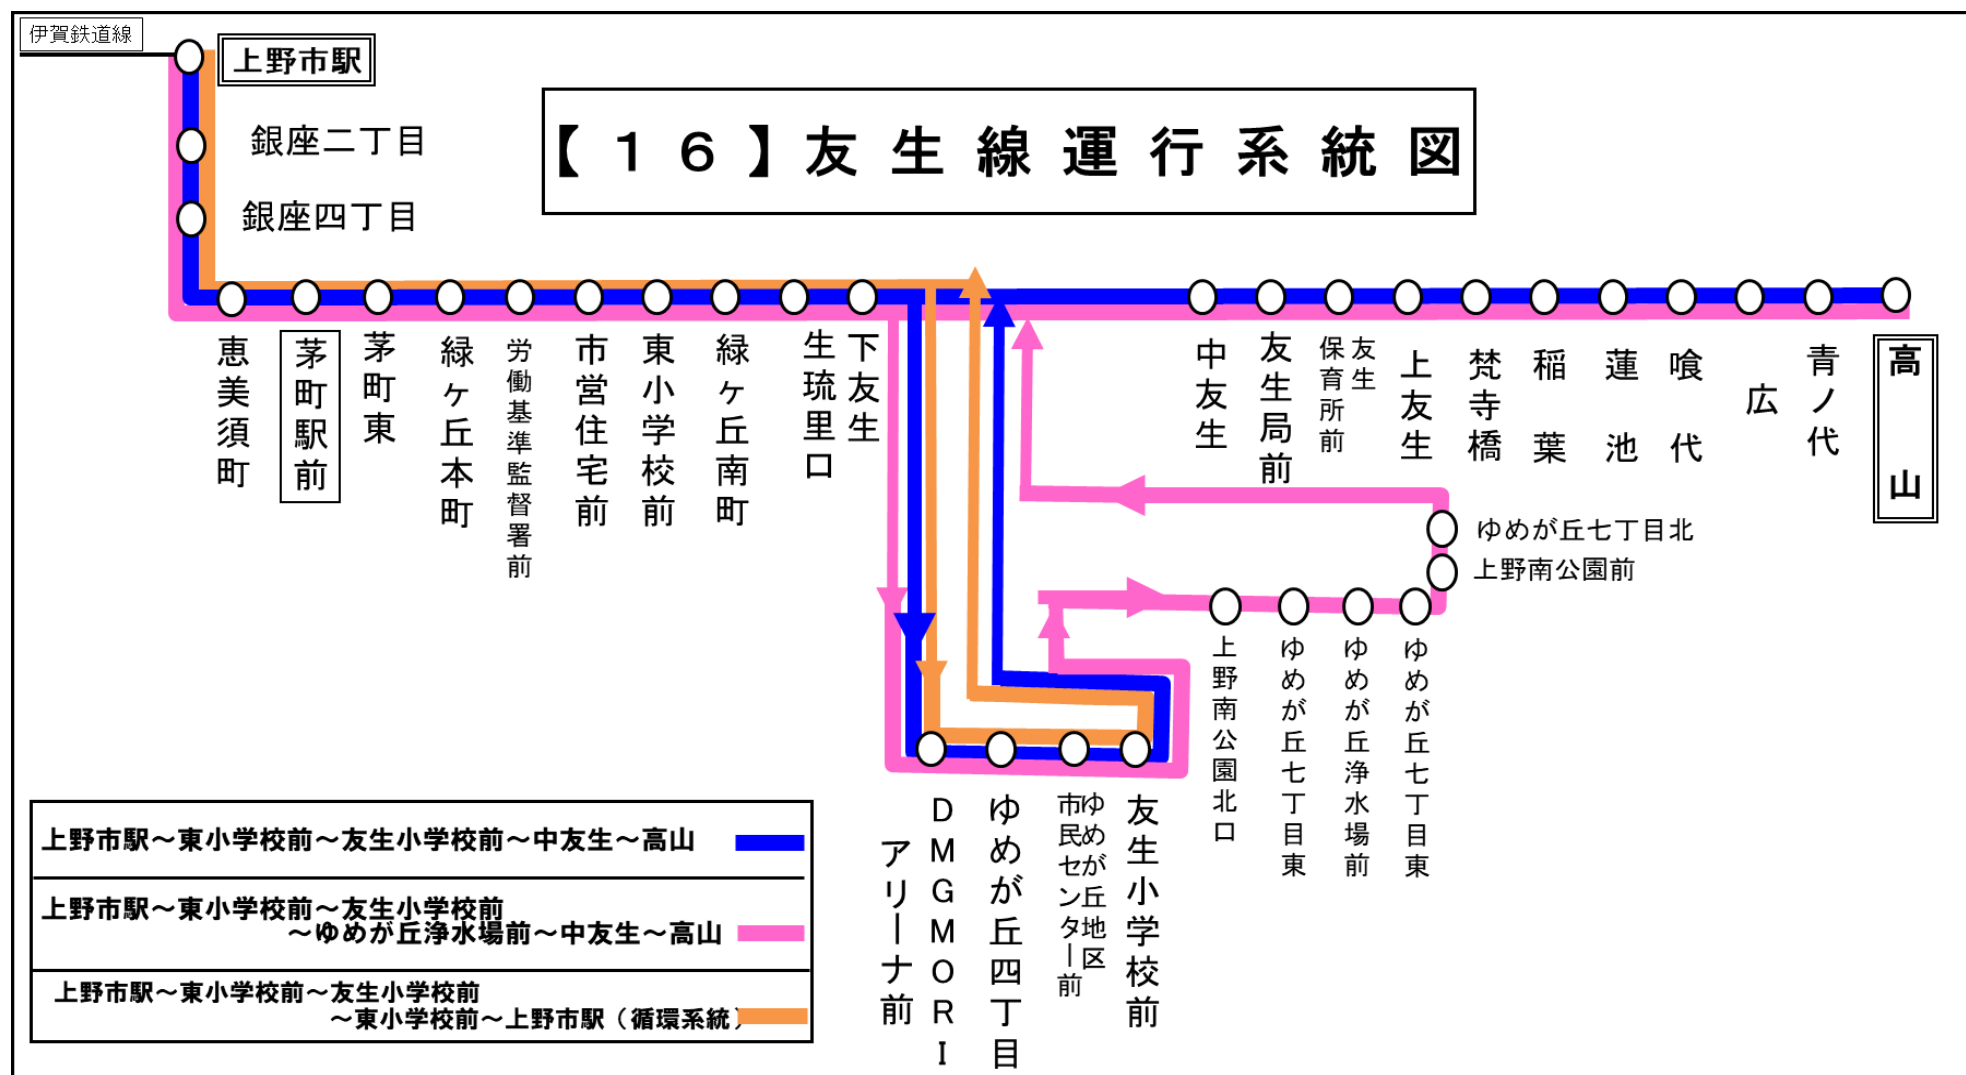 伊賀鉄道線
上野市駅
銀座二丁目
銀座四丁目
【１６】友生線運行系統図
恵美須町
茅町駅前
茅町東
緑ヶ丘本町
労働基準監督署前
市営住宅前
東小学校前
緑ヶ丘南町
生琉里口
下友生
中友生
友生局前
友生
保育所前
上友生
梵寺橋
稲葉
蓮池
喰代
広
青ノ代
高山
ゆめが丘七丁目北
上野南公園前
上野南公園北口
ゆめが丘七丁目東
ゆめが丘浄水場前
ゆめが丘七丁目東
ＤＭＧＭＯＲＩ
アリーナ前
ゆめが丘四丁目
ゆめが丘地区
市民センター前
友生小学校前
上野市駅～東小学校前～友生小学校前～中友生～高山
上野市駅～東小学校前～友生小学校前
～ゆめが丘浄水場前～中友生～高山
上野市駅～東小学校前～友生小学校前
～東小学校前～上野市駅（循環系統）